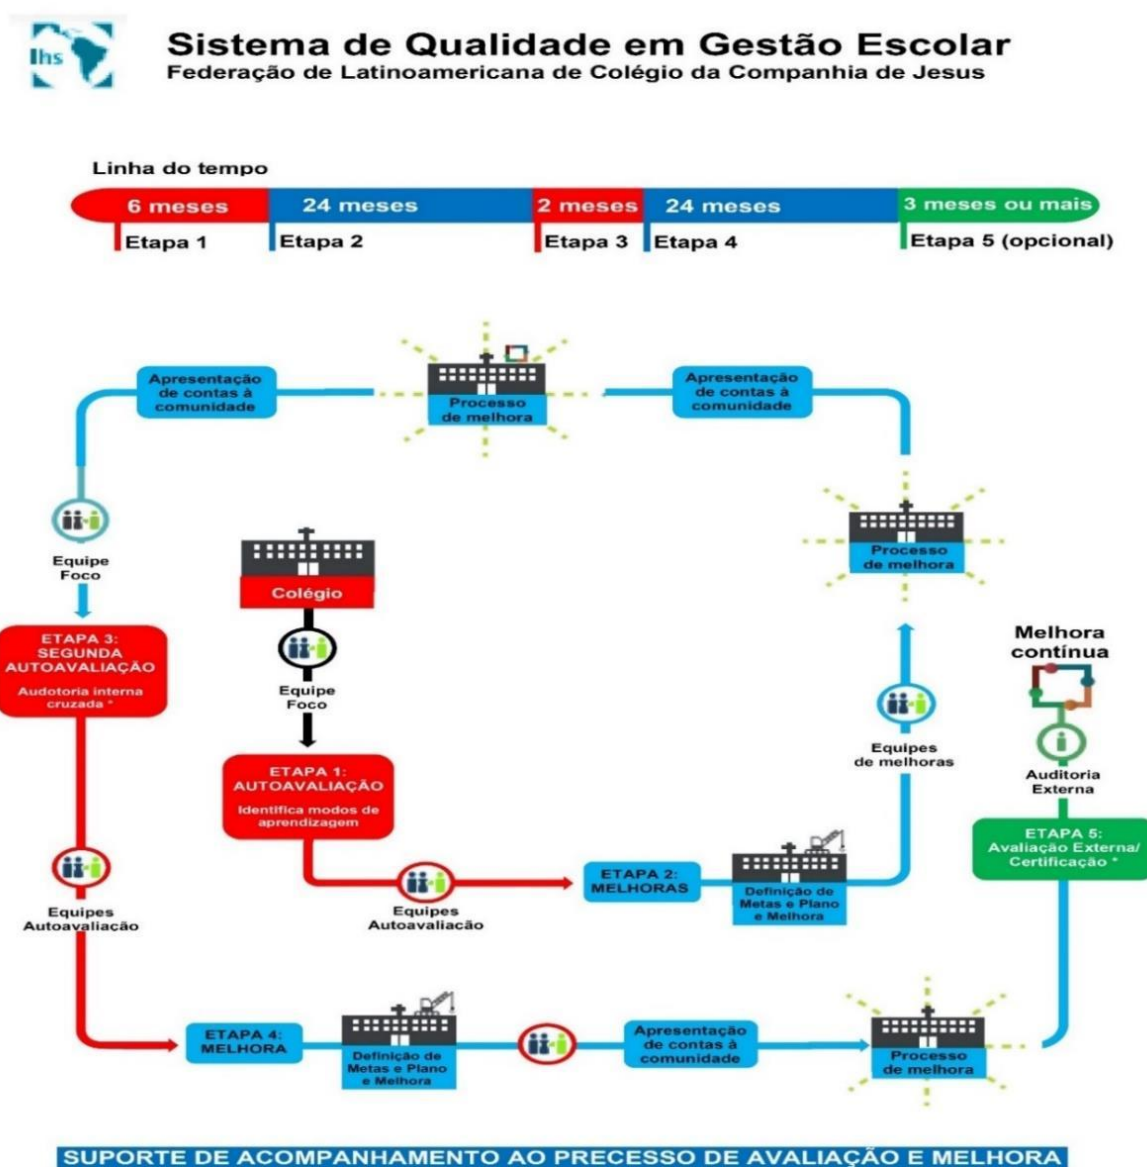 Ihs
Sistema de Qualidade em Gestão Escolar
Federação de Latinoamericana de Colégio da Companhia de Jesus
Linha do tempo
6 meses
24 meses
2 meses
24 meses
3 meses ou mais
Etapa 1
Etapa 2
Etapa 3
Etapa 4
Etapa 5 (opcional)
Apresentação
de contas à
comunidade
Processo
de melhora
Apresentação
de contas à
comunidade
Equipe
Foco
Colégio
Processo
de melhora
ETAPA 3:
SEGUNDA
AUTOAVALIAÇÃO
Audotoria interna
cruzada *
Equipe
Foco
Equipes
de melhoras
Melhora
contínua
Auditoria
Externa
ETAPA 1:
AUTOAVALIAÇÃO
Identifica modos de
aprendizagem
ETAPA 5:
Avaliação Externa/
Certificação *
Equipes
Autoavaliação
Equipes
Autoavaliacão
ETAPA 2:
MELHORAS
Definição de
Metas e Plano
e Melhora
ETAPA 4:
MELHORA
Definição de
Metas e Plano
e Melhora
Apresentação
de contas à
comunidade
Processo
de melhora
SUPORTE DE ACOMPANHAMENTO AO PRECESSO DE AVALIAÇÃO E MELHORA